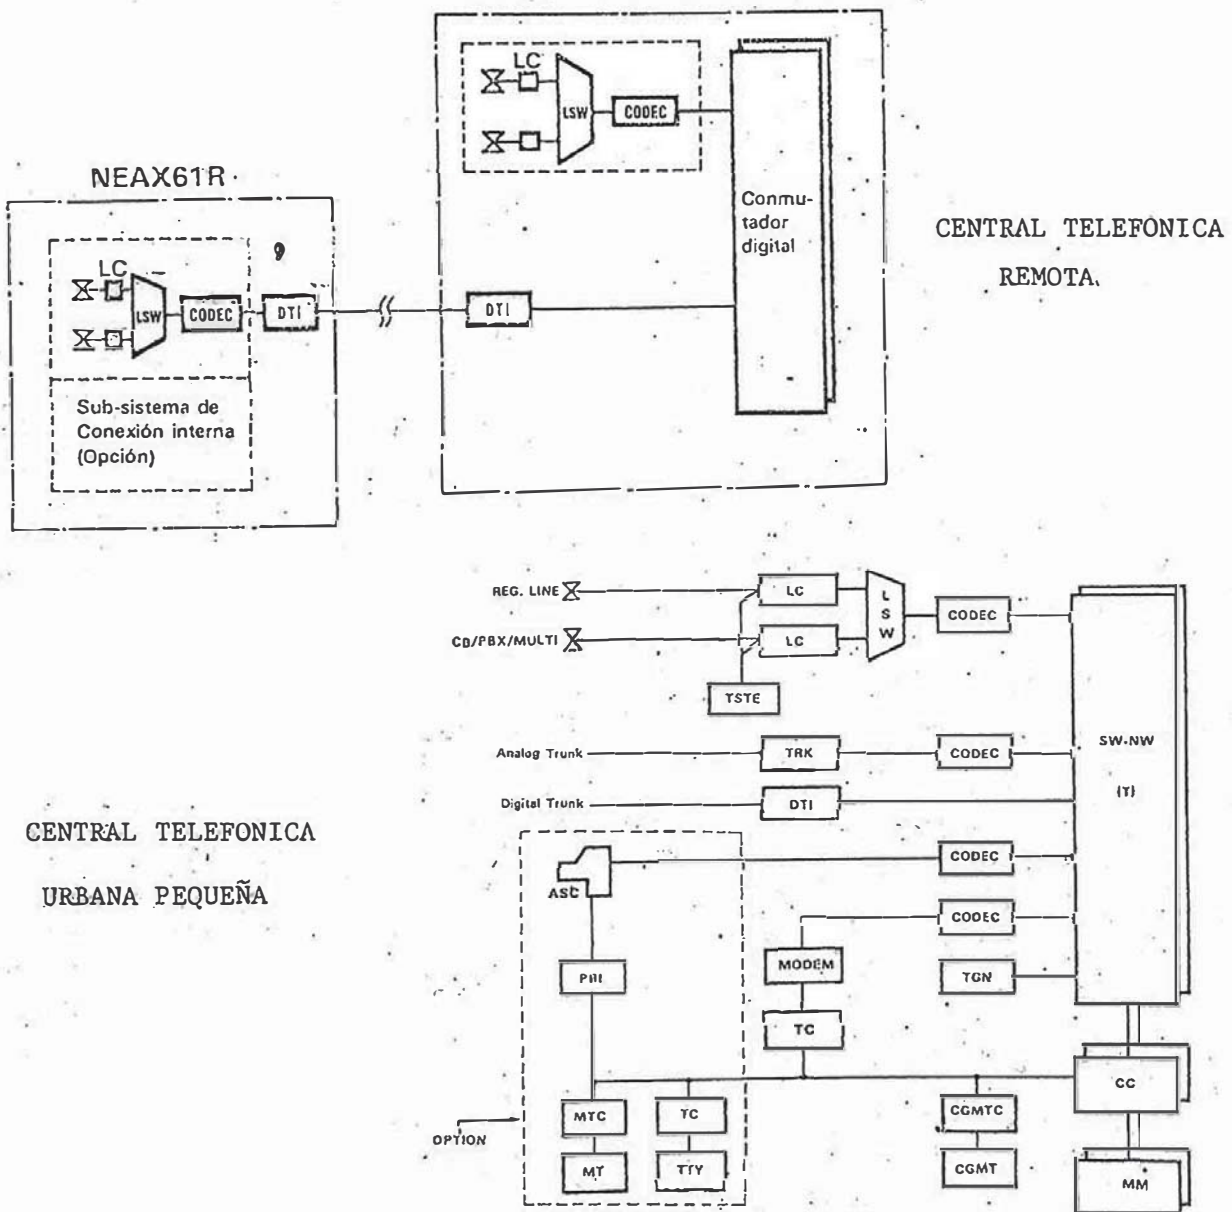 NEAX61R
LC
LSW
CODEC
DTI
Sub-sistema de
Conexión interna
(Opción)
LC
LSW
CODEC
DTI
Conmu-
tador
digital
CENTRAL TELEFONICA
REMOTA.
REG. LINE
CD/PBX/MULTI
LC
LC
LSW
CODEC
TSTE
Analog Trunk
TRK
CODEC
Digital Trunk
DTI
SW-NW
(T)
CENTRAL TELEFONICA
URBANA PEQUEÑA
ASC
CODEC
CODEC
MODEM
TGN
TC
CC
MTC
TC
CGMTC
OPTION
MT
TTY
CGMT
MM